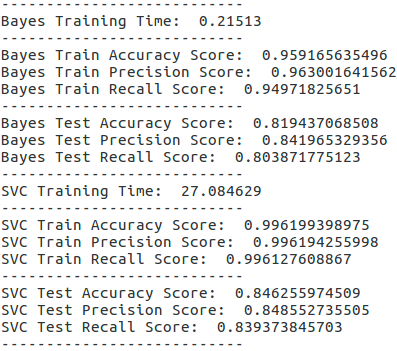 ---------------------------
Bayes Training Time:  0.21513
---------------------------
Bayes Train Accuracy Score:  0.959165635496
Bayes Train Precision Score:  0.963001641562
Bayes Train Recall Score:  0.94971825651
---------------------------
Bayes Test Accuracy Score:  0.819437068508
Bayes Test Precision Score:  0.841965329356
Bayes Test Recall Score:  0.803871775123
---------------------------
SVC Training Time:  27.084629
---------------------------
SVC Train Accuracy Score:  0.996199398975
SVC Train Precision Score:  0.996194255998
SVC Train Recall Score:  0.996127608867
---------------------------
SVC Test Accuracy Score:  0.846255974509
SVC Test Precision Score:  0.848552735505
SVC Test Recall Score:  0.839373845703
---------------------------